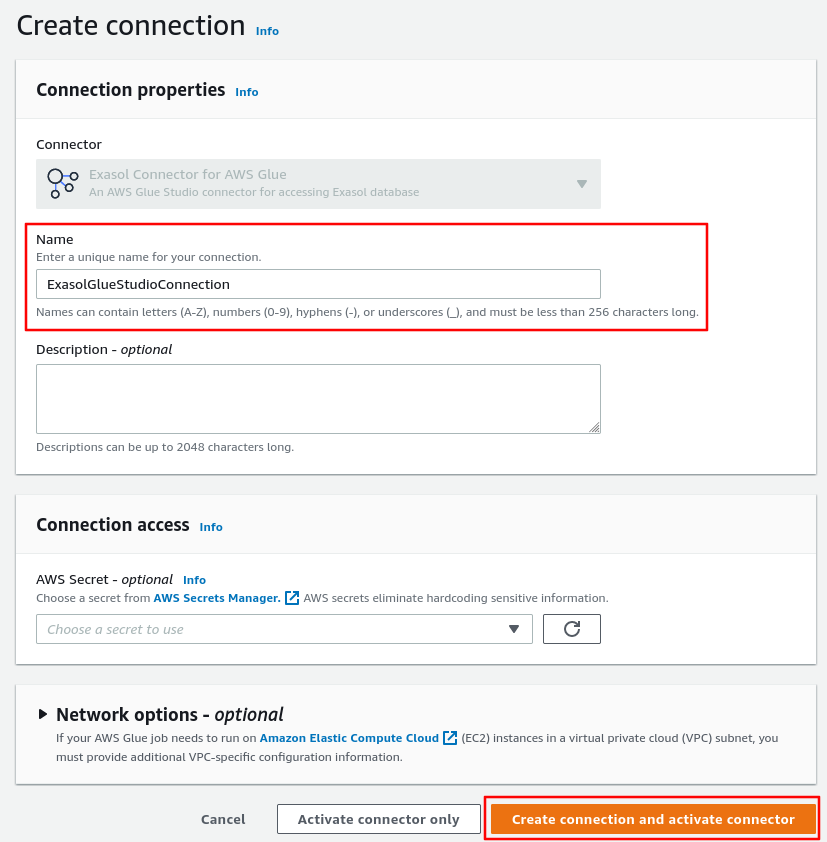 Create connection Info
Connection properties Info
Connector
Exasol Connector for AWS Glue
An AWS Glue Studio connector for accessing Exasol database
Name
Enter a unique name for your connection.
ExasolGlueStudioConnection
Names can contain letters (A-Z), numbers (0-9), hyphens (-), or underscores (_), and must be less than 256 characters long.
Description - optional
Descriptions can be up to 2048 characters long.
Connection access Info
AWS Secret - optional Info
Choose a secret from AWS Secrets Manager. AWS secrets eliminate hardcoding sensitive information.
Choose a secret to use
Network options - optional
If your AWS Glue job needs to run on Amazon Elastic Compute Cloud (EC2) instances in a virtual private cloud (VPC) subnet, you
must provide additional VPC-specific configuration information.
Cancel Activate connector only Create connection and activate connector